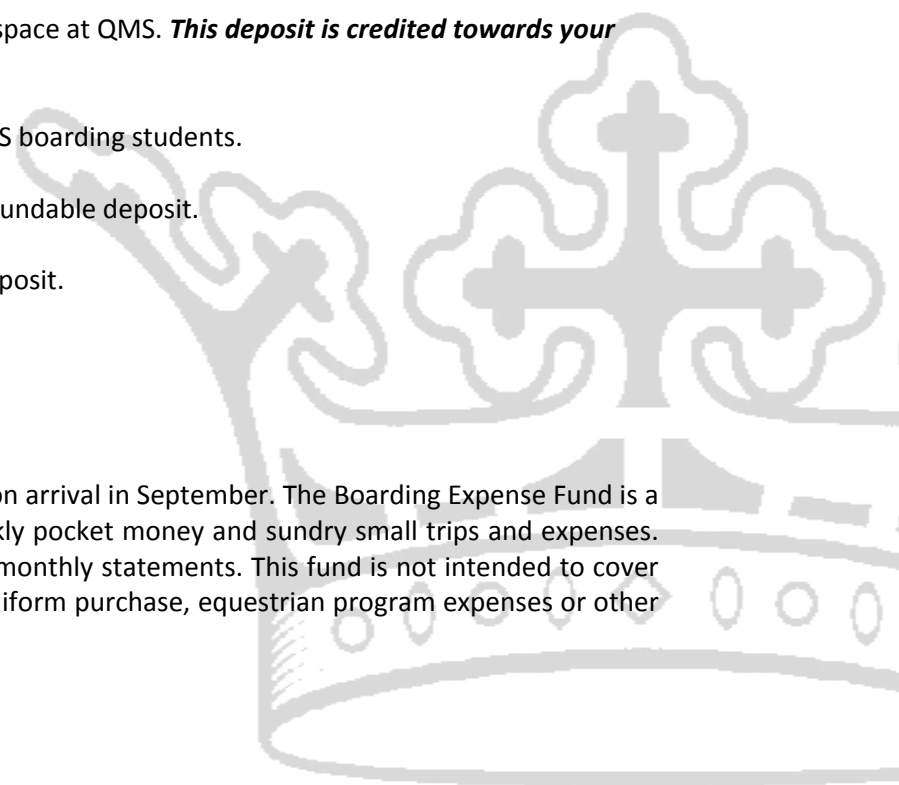 space at QMS. This deposit is credited towards your
S boarding students.
undable deposit.
posit.
on arrival in September. The Boarding Expense Fund is a
kly pocket money and sundry small trips and expenses.
monthly statements. This fund is not intended to cover
iform purchase, equestrian program expenses or other